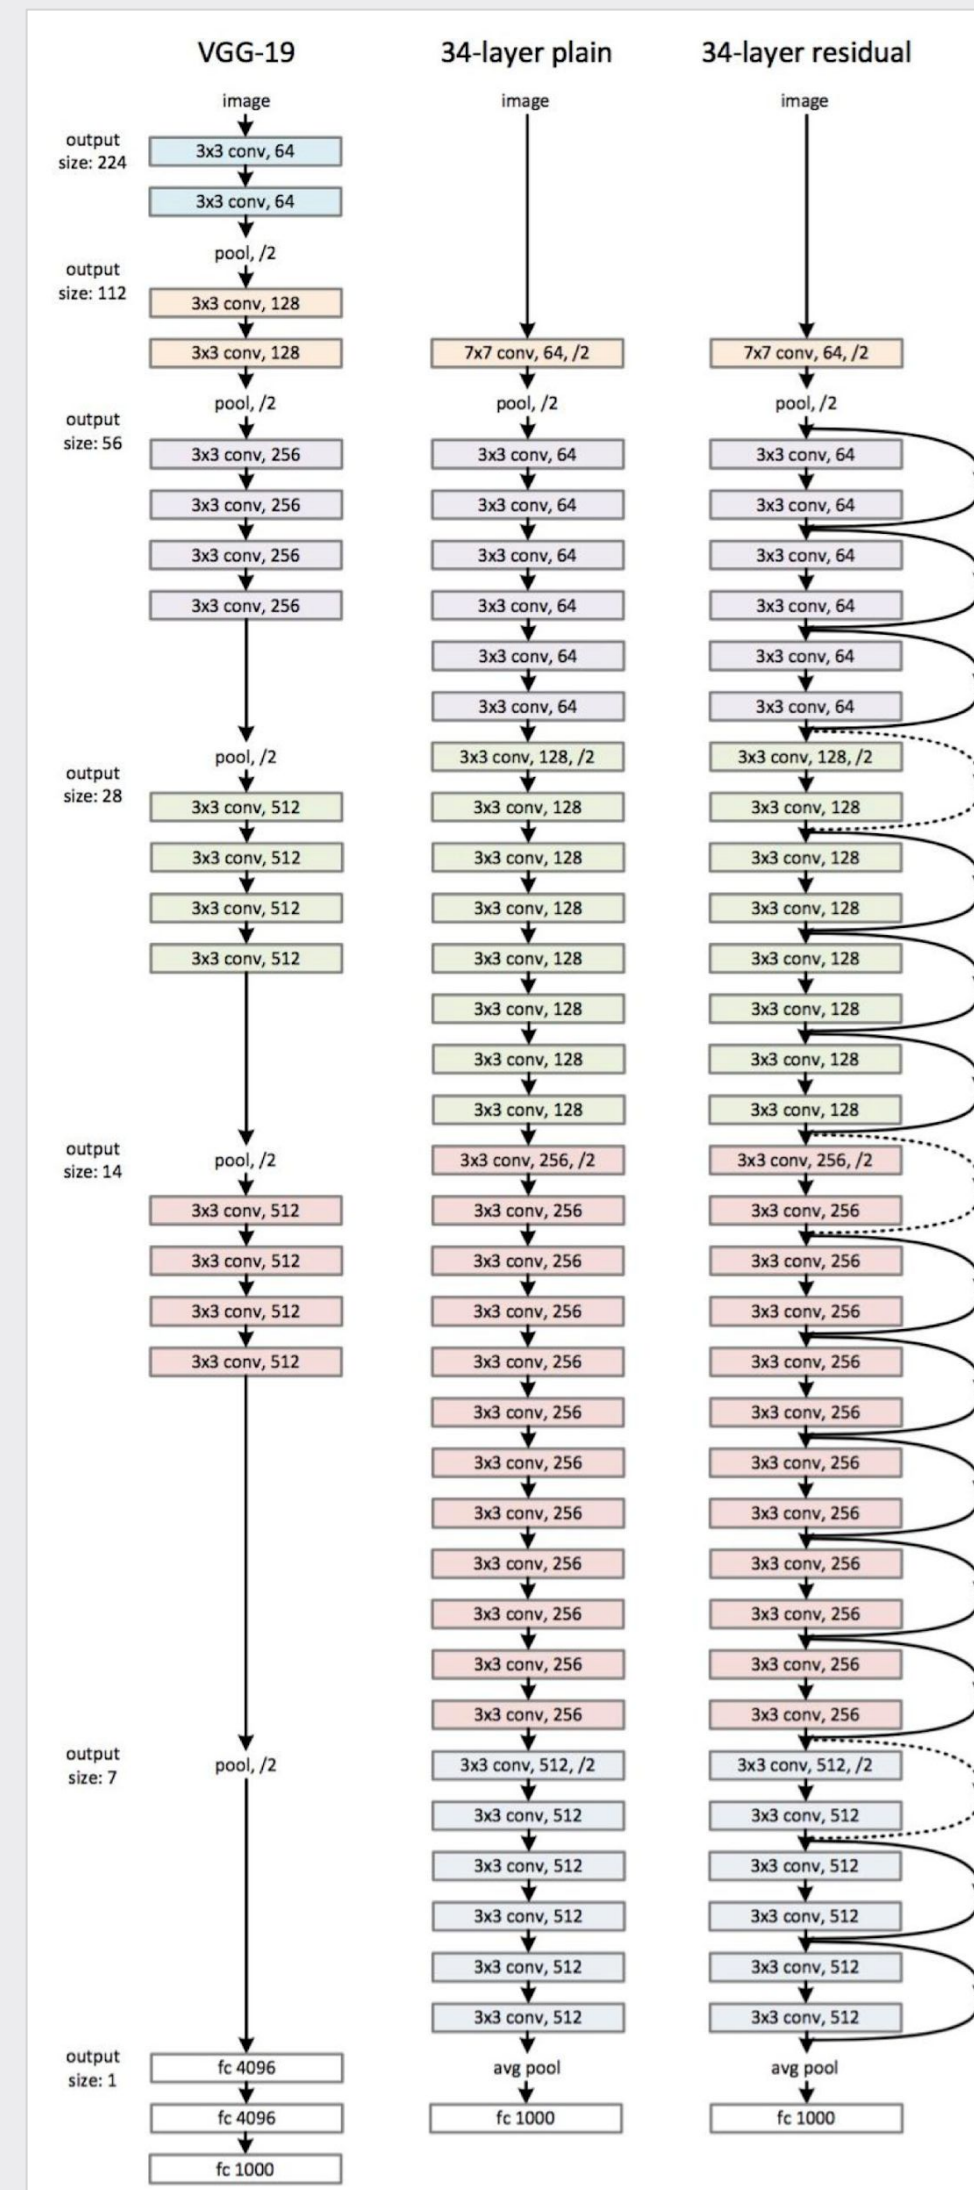 VGG-19
image
output
size: 224
3x3 conv, 64
3x3 conv, 64
pool, /2
output
size: 112
3x3 conv, 128
3x3 conv, 128
pool, /2
output
size: 56
3x3 conv, 256
3x3 conv, 256
3x3 conv, 256
3x3 conv, 256
pool, /2
output
size: 28
3x3 conv, 512
3x3 conv, 512
3x3 conv, 512
3x3 conv, 512
output
size: 14
pool, /2
3x3 conv, 512
3x3 conv, 512
3x3 conv, 512
3x3 conv, 512
output
size: 7
pool, /2
output
size: 1
fc 4096
fc 4096
fc 1000
34-layer plain
image
7x7 conv, 64, /2
pool, /2
3x3 conv, 64
3x3 conv, 64
3x3 conv, 64
3x3 conv, 64
3x3 conv, 64
3x3 conv, 64
3x3 conv, 128, /2
3x3 conv, 128
3x3 conv, 128
3x3 conv, 128
3x3 conv, 128
3x3 conv, 128
3x3 conv, 128
3x3 conv, 128
3x3 conv, 256, /2
3x3 conv, 256
3x3 conv, 256
3x3 conv, 256
3x3 conv, 256
3x3 conv, 256
3x3 conv, 256
3x3 conv, 256
3x3 conv, 256
3x3 conv, 256
3x3 conv, 256
3x3 conv, 256
3x3 conv, 512, /2
3x3 conv, 512
3x3 conv, 512
3x3 conv, 512
3x3 conv, 512
3x3 conv, 512
avg pool
fc 1000
34-layer residual
image
7x7 conv, 64, /2
pool, /2
3x3 conv, 64
3x3 conv, 64
3x3 conv, 64
3x3 conv, 64
3x3 conv, 64
3x3 conv, 64
3x3 conv, 128, /2
3x3 conv, 128
3x3 conv, 128
3x3 conv, 128
3x3 conv, 128
3x3 conv, 128
3x3 conv, 128
3x3 conv, 128
3x3 conv, 256, /2
3x3 conv, 256
3x3 conv, 256
3x3 conv, 256
3x3 conv, 256
3x3 conv, 256
3x3 conv, 256
3x3 conv, 256
3x3 conv, 256
3x3 conv, 256
3x3 conv, 256
3x3 conv, 256
3x3 conv, 512, /2
3x3 conv, 512
3x3 conv, 512
3x3 conv, 512
3x3 conv, 512
3x3 conv, 512
avg pool
fc 1000